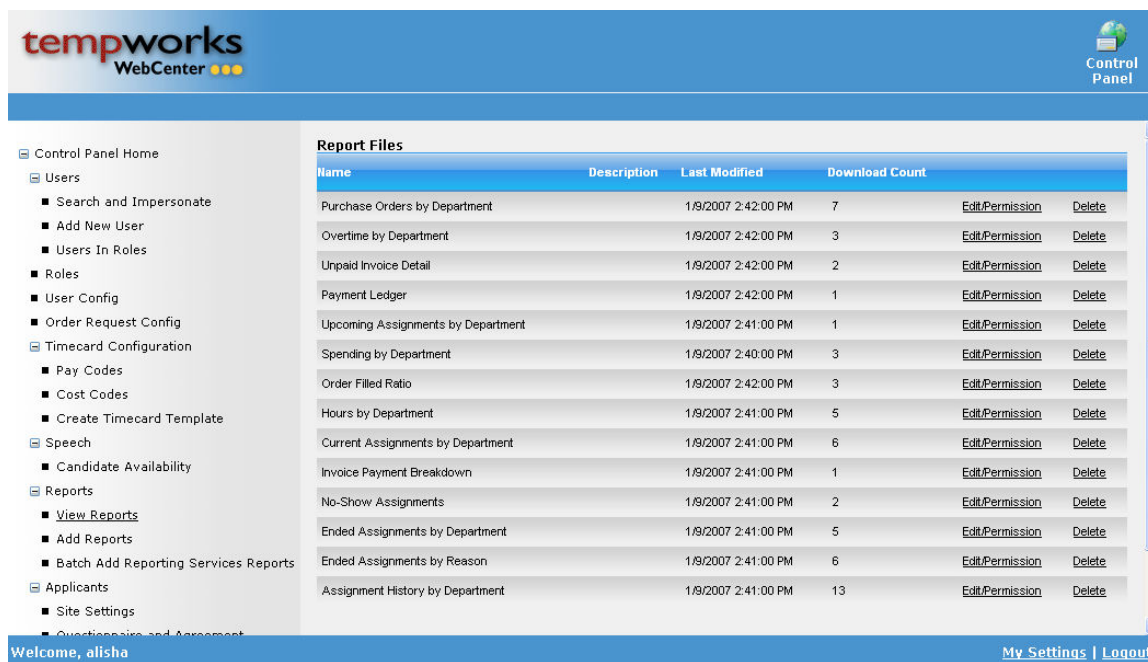 tempworks
WebCenter
Control
Panel
Control Panel Home
Users
Search and Impersonate
Add New User
Users In Roles
Roles
User Config
Order Request Config
Timecard Configuration
Pay Codes
Cost Codes
Create Timecard Template
Speech
Candidate Availability
Reports
View Reports
Add Reports
Batch Add Reporting Services Reports
Applicants
Site Settings
Questionnaire and Agreement
Report Files
Name Description Last Modified Download Count
Purchase Orders by Department 1/9/2007 2:42:00 PM 7 Edit/Permission Delete
Overtime by Department 1/9/2007 2:42:00 PM 3 Edit/Permission Delete
Unpaid Invoice Detail 1/9/2007 2:42:00 PM 2 Edit/Permission Delete
Payment Ledger 1/9/2007 2:42:00 PM 1 Edit/Permission Delete
Upcoming Assignments by Department 1/9/2007 2:41:00 PM 1 Edit/Permission Delete
Spending by Department 1/9/2007 2:40:00 PM 3 Edit/Permission Delete
Order Filled Ratio 1/9/2007 2:42:00 PM 3 Edit/Permission Delete
Hours by Department 1/9/2007 2:41:00 PM 5 Edit/Permission Delete
Current Assignments by Department 1/9/2007 2:41:00 PM 6 Edit/Permission Delete
Invoice Payment Breakdown 1/9/2007 2:41:00 PM 1 Edit/Permission Delete
No-Show Assignments 1/9/2007 2:41:00 PM 2 Edit/Permission Delete
Ended Assignments by Department 1/9/2007 2:41:00 PM 5 Edit/Permission Delete
Ended Assignments by Reason 1/9/2007 2:41:00 PM 6 Edit/Permission Delete
Assignment History by Department 1/9/2007 2:41:00 PM 13 Edit/Permission Delete
Welcome, alisha
My Settings | Logout